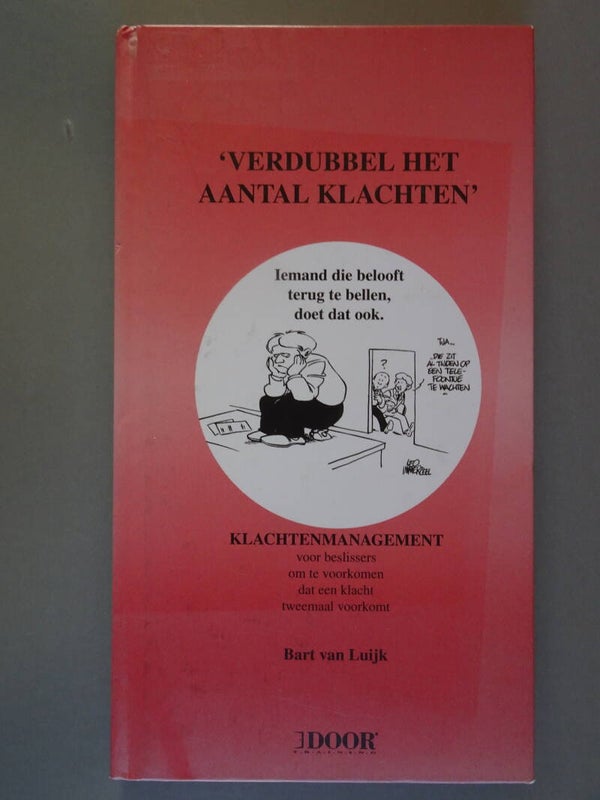 ‘VERDUBBEL HET
AANTAL KLACHTEN’
Iemand die belooft
terug te bellen,
doet dat ook.
TJA...
..DIE ZIT
AL TIJDEN OP
EEN TELE-
FOONTJE
TE WACHTEN
..
?
KLACHTENMANAGEMENT
voor beslissers
om te voorkomen
dat een klacht
tweemaal voorkomt
Bart van Luijk
DOOR
TRAINING